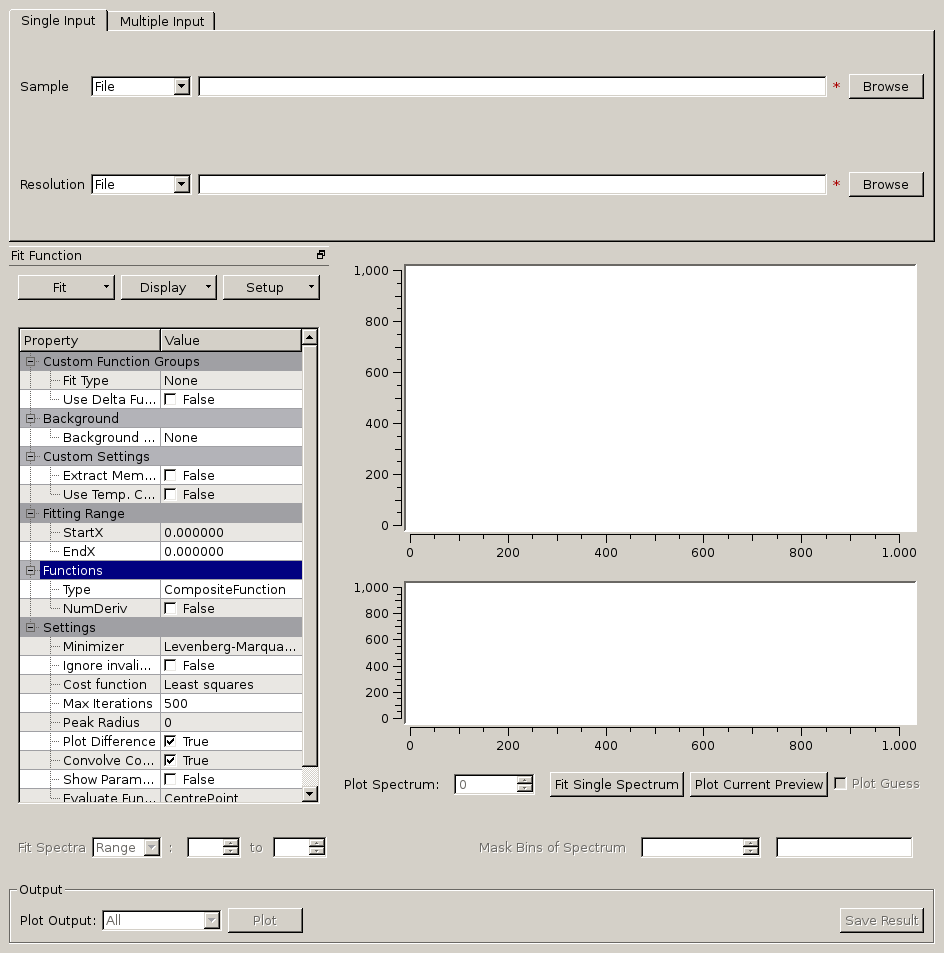 Single Input Multiple Input
Sample File * Browse
Resolution File * Browse
Fit Function
Fit Display Setup
Property Value
Custom Function Groups
Fit Type None
Use Delta Fu... False
Background
Background ... None
Custom Settings
Extract Mem... False
Use Temp. C... False
Fitting Range
StartX 0.000000
EndX 0.000000
Functions
Type CompositeFunction
NumDeriv False
Settings
Minimizer Levenberg-Marqua...
Ignore invali... False
Cost function Least squares
Max Iterations 500
Peak Radius 0
Plot Difference True
Convolve Co... True
Show Param... False
Evaluate Fun... CentrePoint
1,000
800
600
400
200
0
0 200 400 600 800 1.000
1,000
800
600
400
200
0
0 200 400 600 800 1.000
Plot Spectrum: 0 Fit Single Spectrum Plot Current Preview Plot Guess
Fit Spectra Range : to Mask Bins of Spectrum
Output
Plot Output: All Plot Save Result